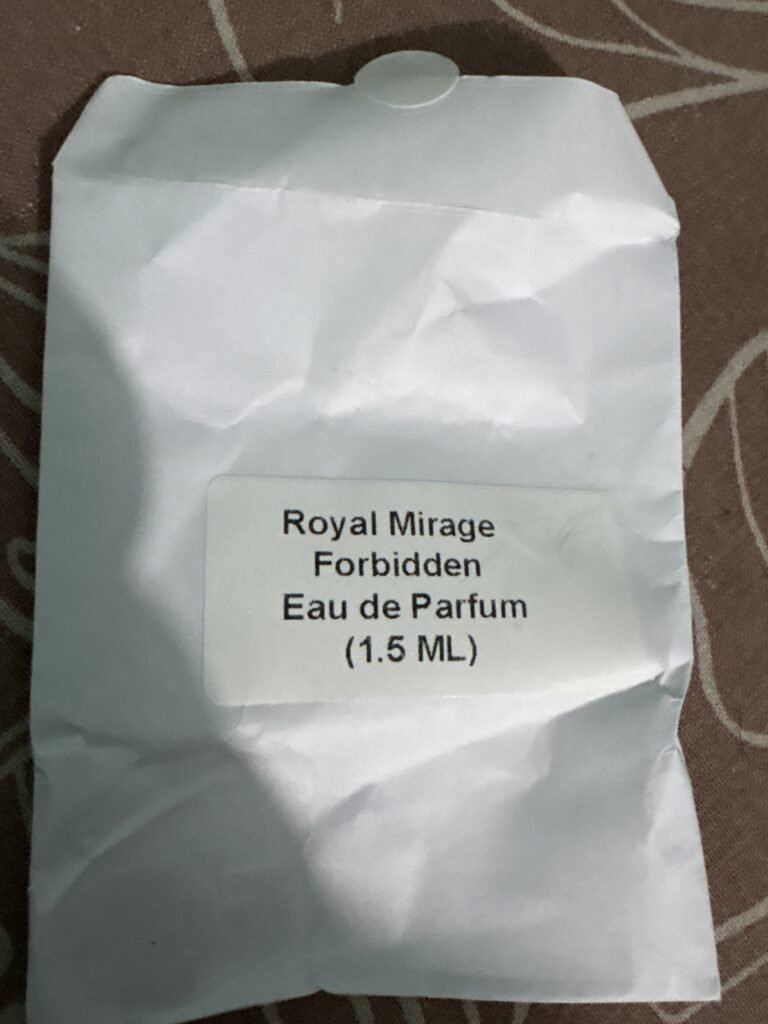 Royal Mirage
Forbidden
Eau de Parfum
(1.5 ML)